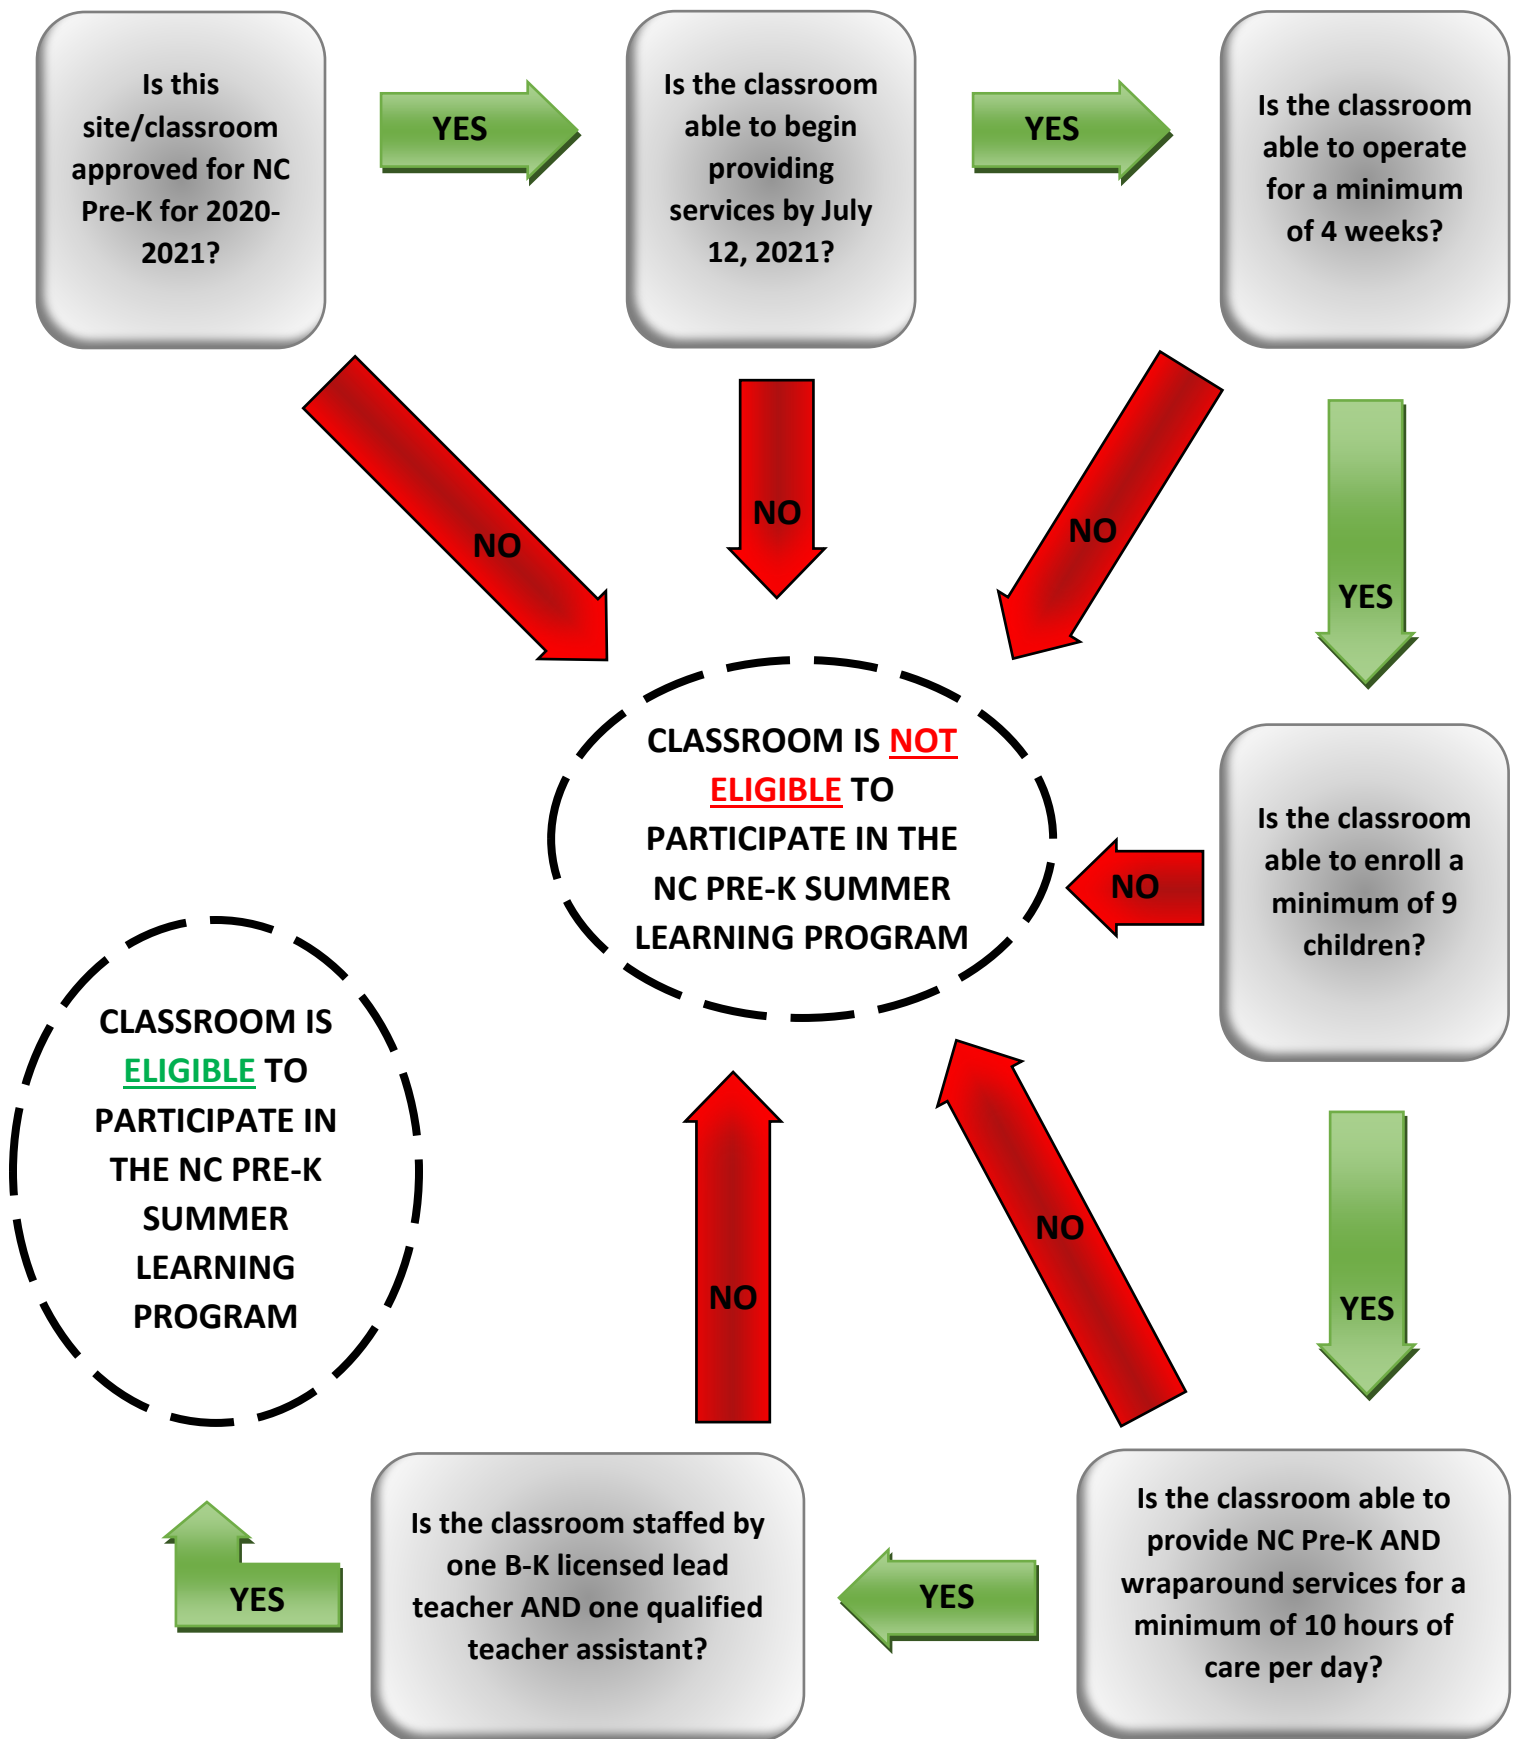 Is this
site/classroom
approved for NC
Pre-K for 2020-
2021?
YES
Is the classroom
able to begin
providing
services by July
12, 2021?
YES
Is the classroom
able to operate
for a minimum
of 4 weeks?
NO
NO
NO
YES
CLASSROOM IS NOT
ELIGIBLE TO
PARTICIPATE IN THE
NC PRE-K SUMMER
LEARNING PROGRAM
NO
Is the classroom
able to enroll a
minimum of 9
children?
CLASSROOM IS
ELIGIBLE TO
PARTICIPATE IN
THE NC PRE-K
SUMMER
LEARNING
PROGRAM
NO
NO
YES
YES
Is the classroom staffed by
one B-K licensed lead
teacher AND one qualified
teacher assistant?
YES
Is the classroom able to
provide NC Pre-K AND
wraparound services for a
minimum of 10 hours of
care per day?